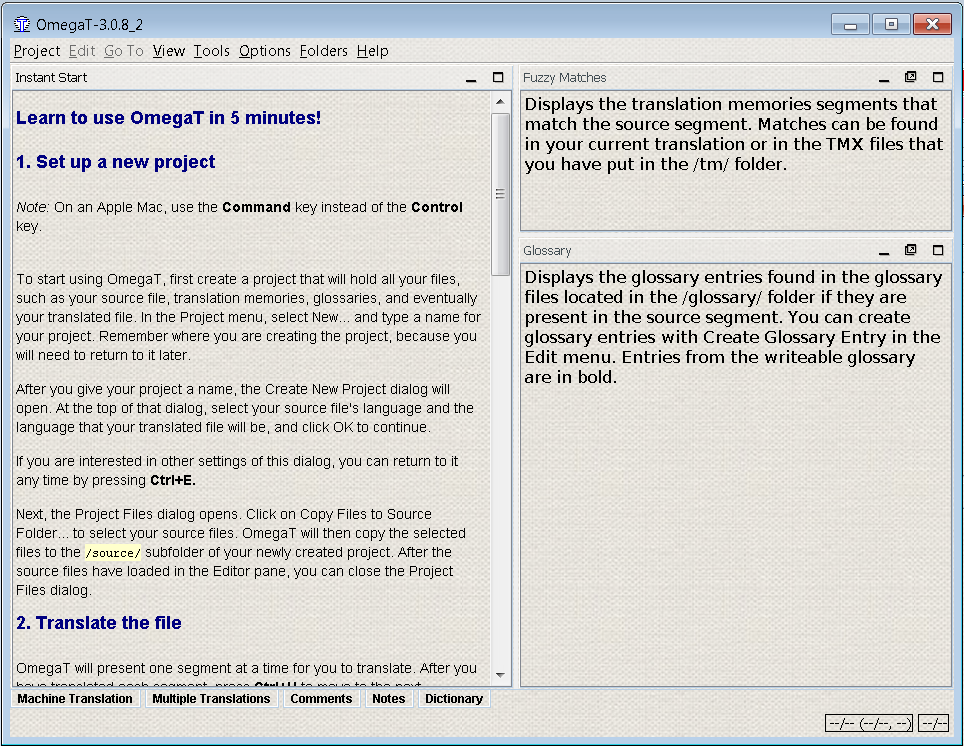 OmegaT-3.0.8_2
Project Edit Go To View Tools Options Folders Help
Instant Start
Learn to use OmegaT in 5 minutes!
1. Set up a new project
Note: On an Apple Mac, use the Command key instead of the Control
key.
To start using OmegaT, first create a project that will hold all your files,
such as your source file, translation memories, glossaries, and eventually
your translated file. In the Project menu, select New... and type a name for
your project. Remember where you are creating the project, because you
will need to return to it later.
After you give your project a name, the Create New Project dialog will
open. At the top of that dialog, select your source file's language and the
language that your translated file will be, and click OK to continue.
If you are interested in other settings of this dialog, you can return to it
any time by pressing Ctrl+E.
Next, the Project Files dialog opens. Click on Copy Files to Source
Folder... to select your source files. OmegaT will then copy the selected
files to the /source/ subfolder of your newly created project. After the
source files have loaded in the Editor pane, you can close the Project
Files dialog.
2. Translate the file
OmegaT will present one segment at a time for you to translate. After you
have translated each segment, press Ctrl+U to move to the next
Fuzzy Matches
Displays the translation memories segments that
match the source segment. Matches can be found
in your current translation or in the TMX files that
you have put in the /tm/ folder.
Glossary
Displays the glossary entries found in the glossary
files located in the /glossary/ folder if they are
present in the source segment. You can create
glossary entries with Create Glossary Entry in the
Edit menu. Entries from the writeable glossary
are in bold.
Machine Translation Multiple Translations Comments Notes Dictionary
--/-- (--/--, --) --/--